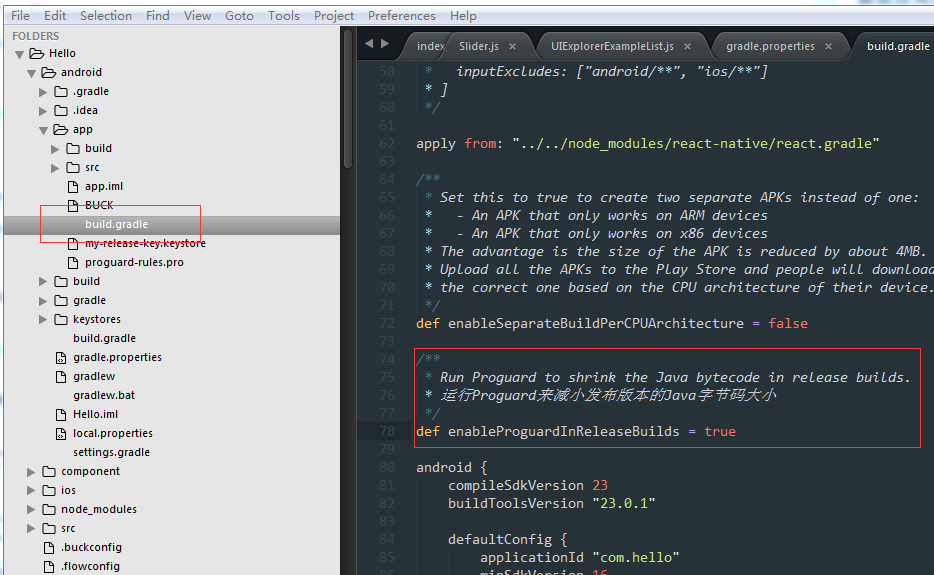 File Edit Selection Find View Goto Tools Project Preferences Help
FOLDERS
Hello
android
.gradle
.idea
app
build
src
app.iml
BUCK
build.gradle
my-release-key.keystore
proguard-rules.pro
build
gradle
keystores
build.gradle
gradle.properties
gradlew
gradlew.bat
Hello.iml
local.properties
settings.gradle
component
ios
node_modules
src
.buckconfig
.flowconfig
index Slider.js × UIExplorerExampleList.js × gradle.properties × build.gradle
58 * inputExcludes: ["android/**", "ios/**"]
59 * ]
60 */
61
62 apply from: "../../node_modules/react-native/react.gradle"
63
64 /**
65 * Set this to true to create two separate APKs instead of one:
66 * - An APK that only works on ARM devices
67 * - An APK that only works on x86 devices
68 * The advantage is the size of the APK is reduced by about 4MB.
69 * Upload all the APKs to the Play Store and people will download
70 * the correct one based on the CPU architecture of their device.
71 */
72 def enableSeparateBuildPerCPUArchitecture = false
73
74 /**
75 * Run Proguard to shrink the Java bytecode in release builds.
76 * 运行Proguard来减小发布版本的Java字节码大小
77 */
78 def enableProguardInReleaseBuilds = true
79
80 android {
81 compileSdkVersion 23
82 buildToolsVersion "23.0.1"
83
84 defaultConfig {
85 applicationId "com.hello"
86 minSdkVersion 16